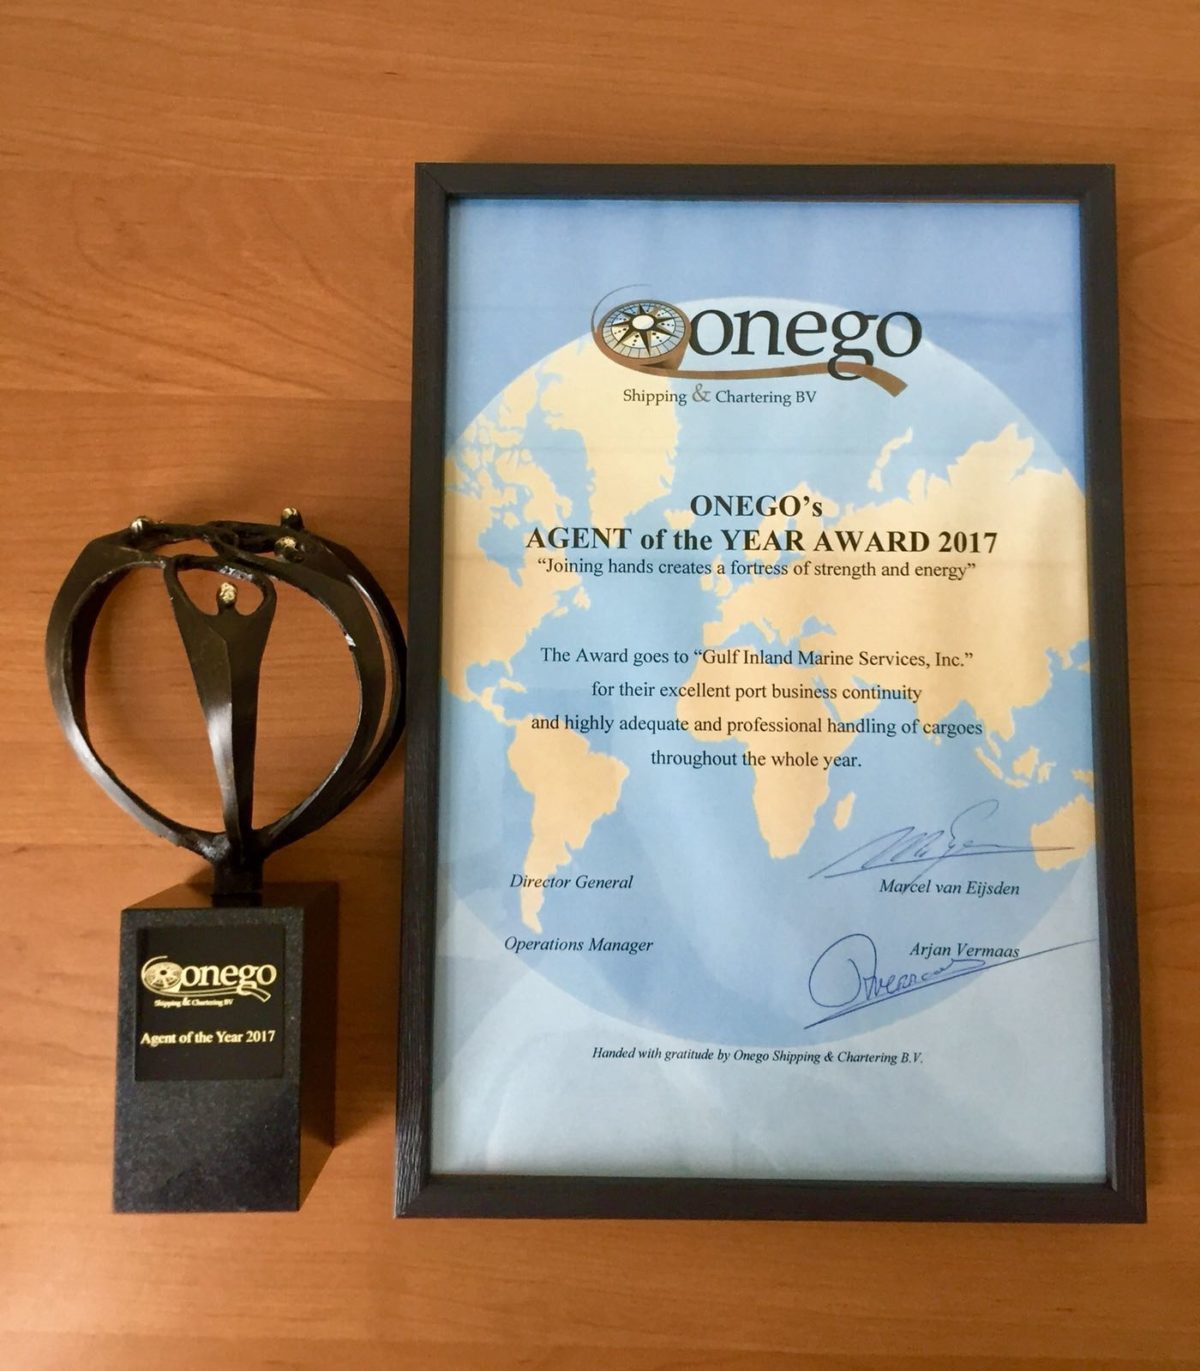 onego
Shipping & Chartering BV
ONEGO’s
AGENT of the YEAR AWARD 2017
“Joining hands creates a fortress of strength and energy”
The Award goes to “Gulf Inland Marine Services, Inc.”
for their excellent port business continuity
and highly adequate and professional handling of cargoes
throughout the whole year.
Director General
Marcel van Eijsden
Operations Manager
Arjan Vermaas
Handed with gratitude by Onego Shipping & Chartering B.V.
onego
Shipping & Chartering BV
Agent of the Year 2017